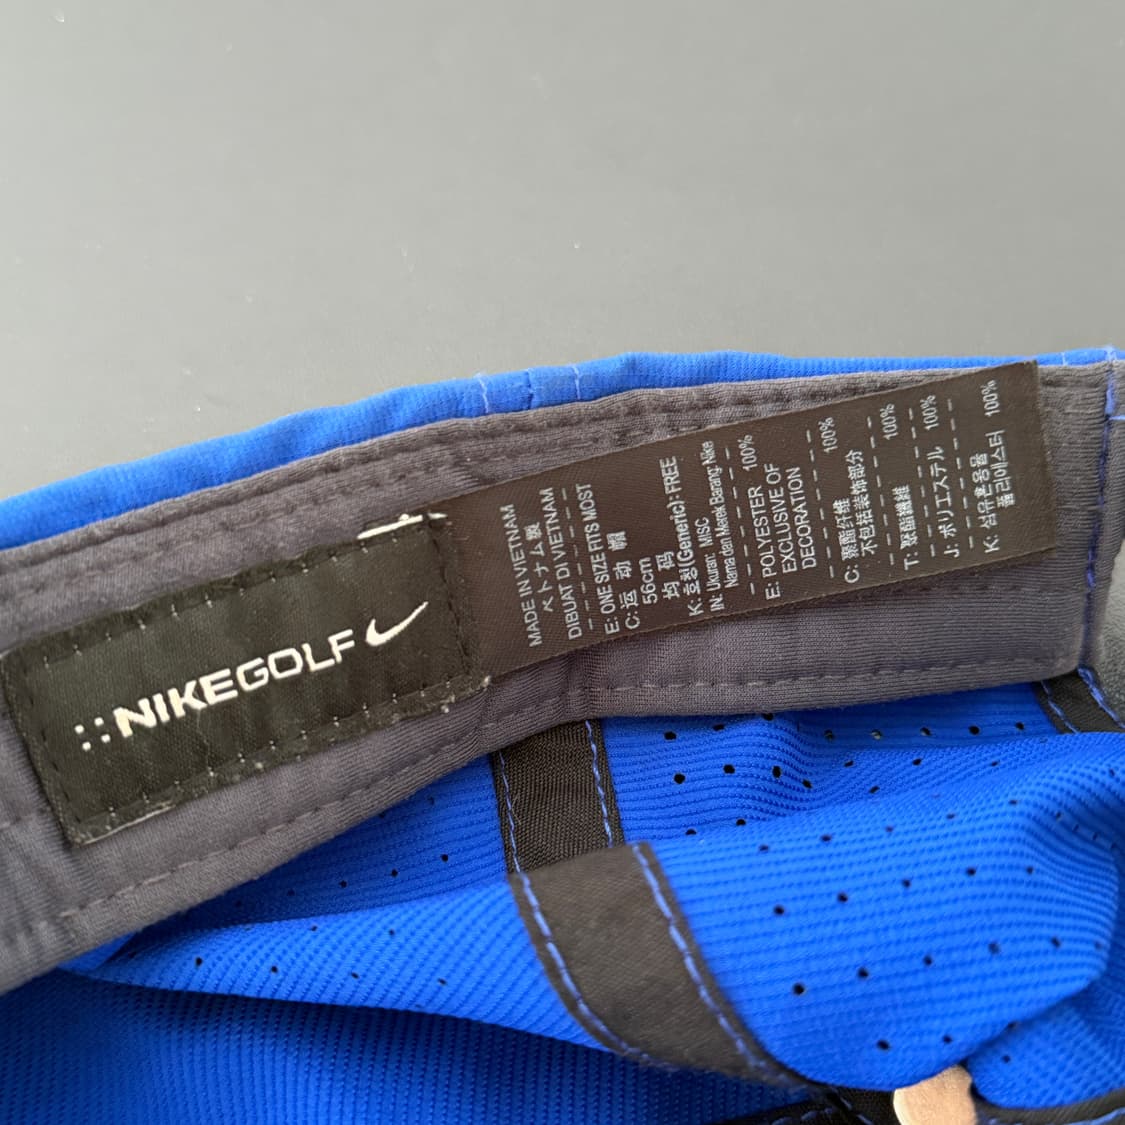 ::NIKEGOLF
MADE IN VIETNAM
ベトナム製
DIBUAT DI VIETNAM
E: ONE SIZE FITS MOST
C: 运 动 帽
56cm
均 码
K: 호칭(Generic): FREE
IN: Ukuran: MISC
Nama dan Merek Barang: Nike
100%
E: POLYESTER
EXCLUSIVE OF
DECORATION
100%
C: 聚酯纤维
不包括装饰部分
100%
T: 聚酯纖維
100%
J: ポリエステル
100%
K: 섬유혼용율
폴리에스터